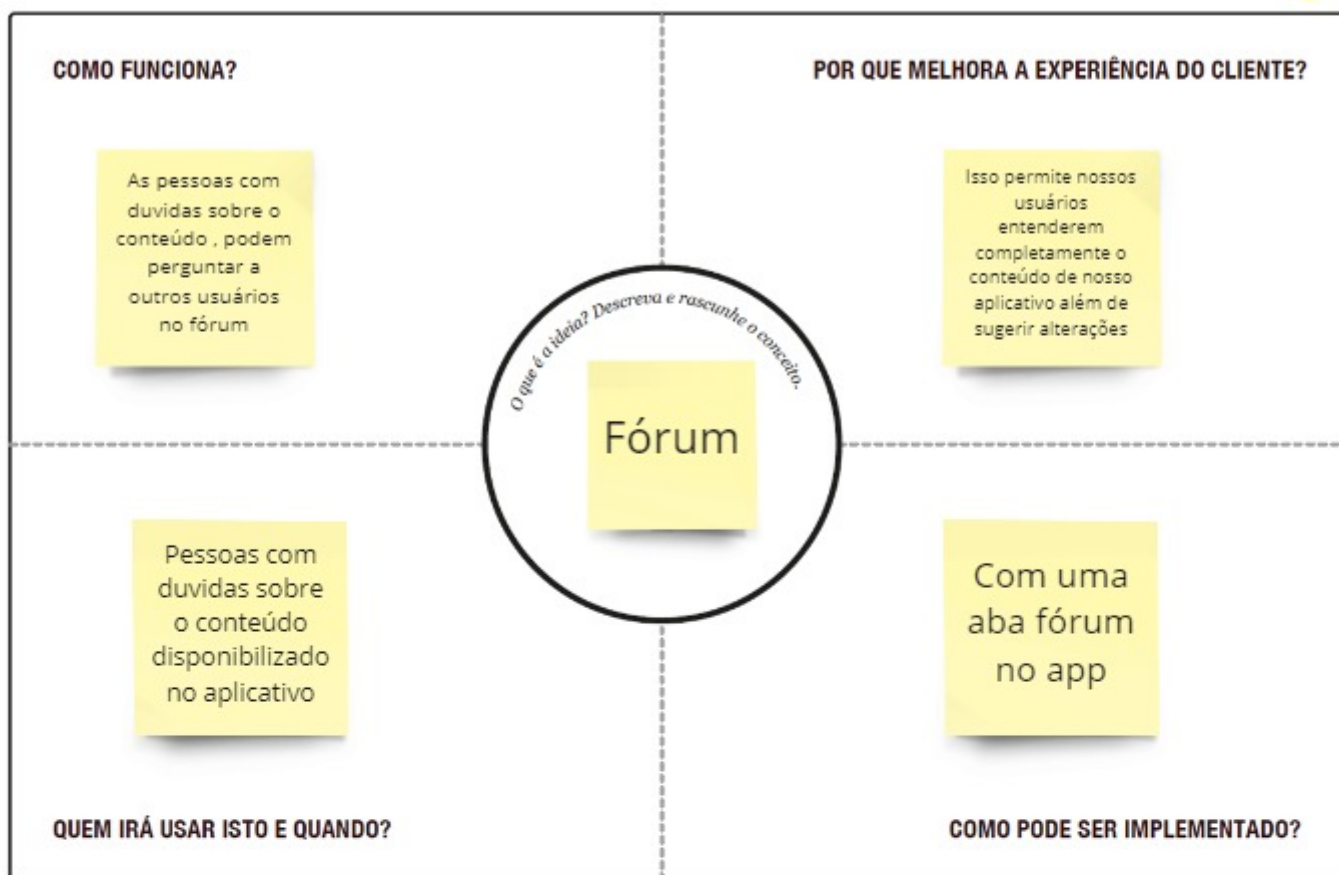 COMO FUNCIONA?
As pessoas com
duvidas sobre o
conteúdo , podem
perguntar a
outros usuários
no fórum
POR QUE MELHORA A EXPERIÊNCIA DO CLIENTE?
Isso permite nossos
usuários
entenderem
completamente o
conteúdo de nosso
aplicativo além de
sugerir alterações
O que é a ideia? Descreva e rascunhe o conceito.
Fórum
Pessoas com
duvidas sobre
o conteúdo
disponibilizado
no aplicativo
QUEM IRÁ USAR ISTO E QUANDO?
Com uma
aba fórum
no app
COMO PODE SER IMPLEMENTADO?